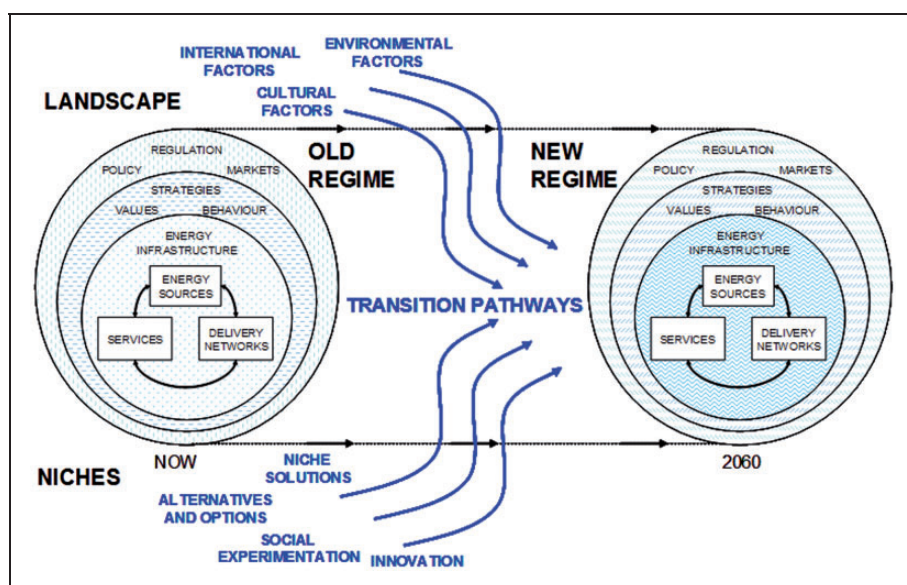 INTERNATIONAL
FACTORS
ENVIRONMENTAL
FACTORS
CULTURAL
FACTORS
LANDSCAPE
OLD
REGIME
NEW
REGIME
REGULATION
POLICY
MARKETS
STRATEGIES
VALUES
BEHAVIOUR
ENERGY
INFRASTRUCTURE
ENERGY
SOURCES
SERVICES
DELIVERY
NETWORKS
TRANSITION PATHWAYS
REGULATION
POLICY
MARKETS
STRATEGIES
VALUES
BEHAVIOUR
ENERGY
INFRASTRUCTURE
ENERGY
SOURCES
SERVICES
DELIVERY
NETWORKS
NOW
2060
NICHES
NICHE
SOLUTIONS
ALTERNATIVES
AND OPTIONS
SOCIAL
EXPERIMENTATION
INNOVATION